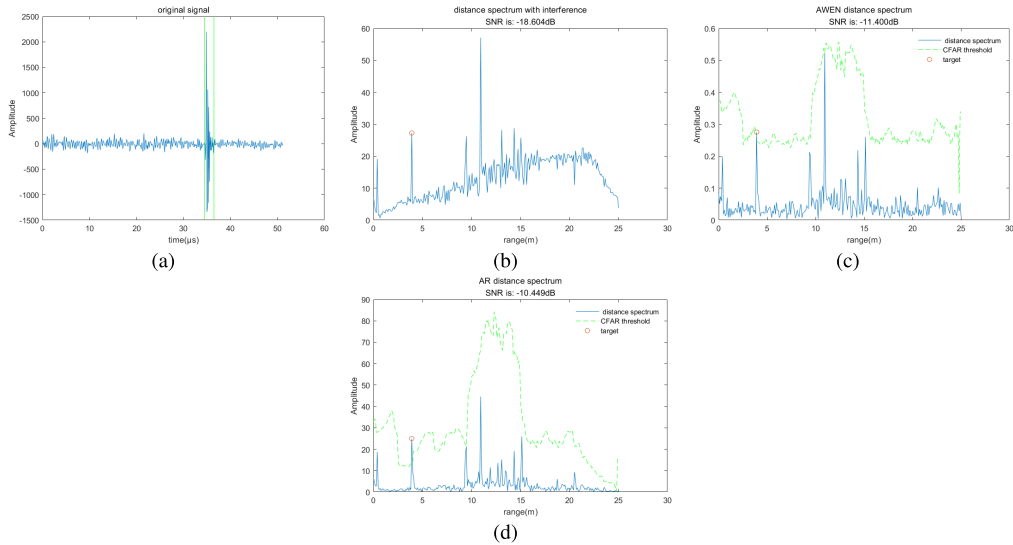 original signal
2500
2000
1500
1000
500
0
-500
-1000
-1500
Amplitude
0 10 20 30 40 50 60
time(μs)
(a)
distance spectrum with interference
SNR is: -18.604dB
60
50
40
30
20
10
0
Amplitude
0 5 10 15 20 25 30
range(m)
(b)
AWEN distance spectrum
SNR is: -11.400dB
0.6
0.5
0.4
0.3
0.2
0.1
0
Amplitude
distance spectrum
CFAR threshold
target
0 5 10 15 20 25 30
range(m)
(c)
AR distance spectrum
SNR is: -10.449dB
90
80
70
60
50
40
30
20
10
0
Amplitude
distance spectrum
CFAR threshold
target
0 5 10 15 20 25 30
range(m)
(d)